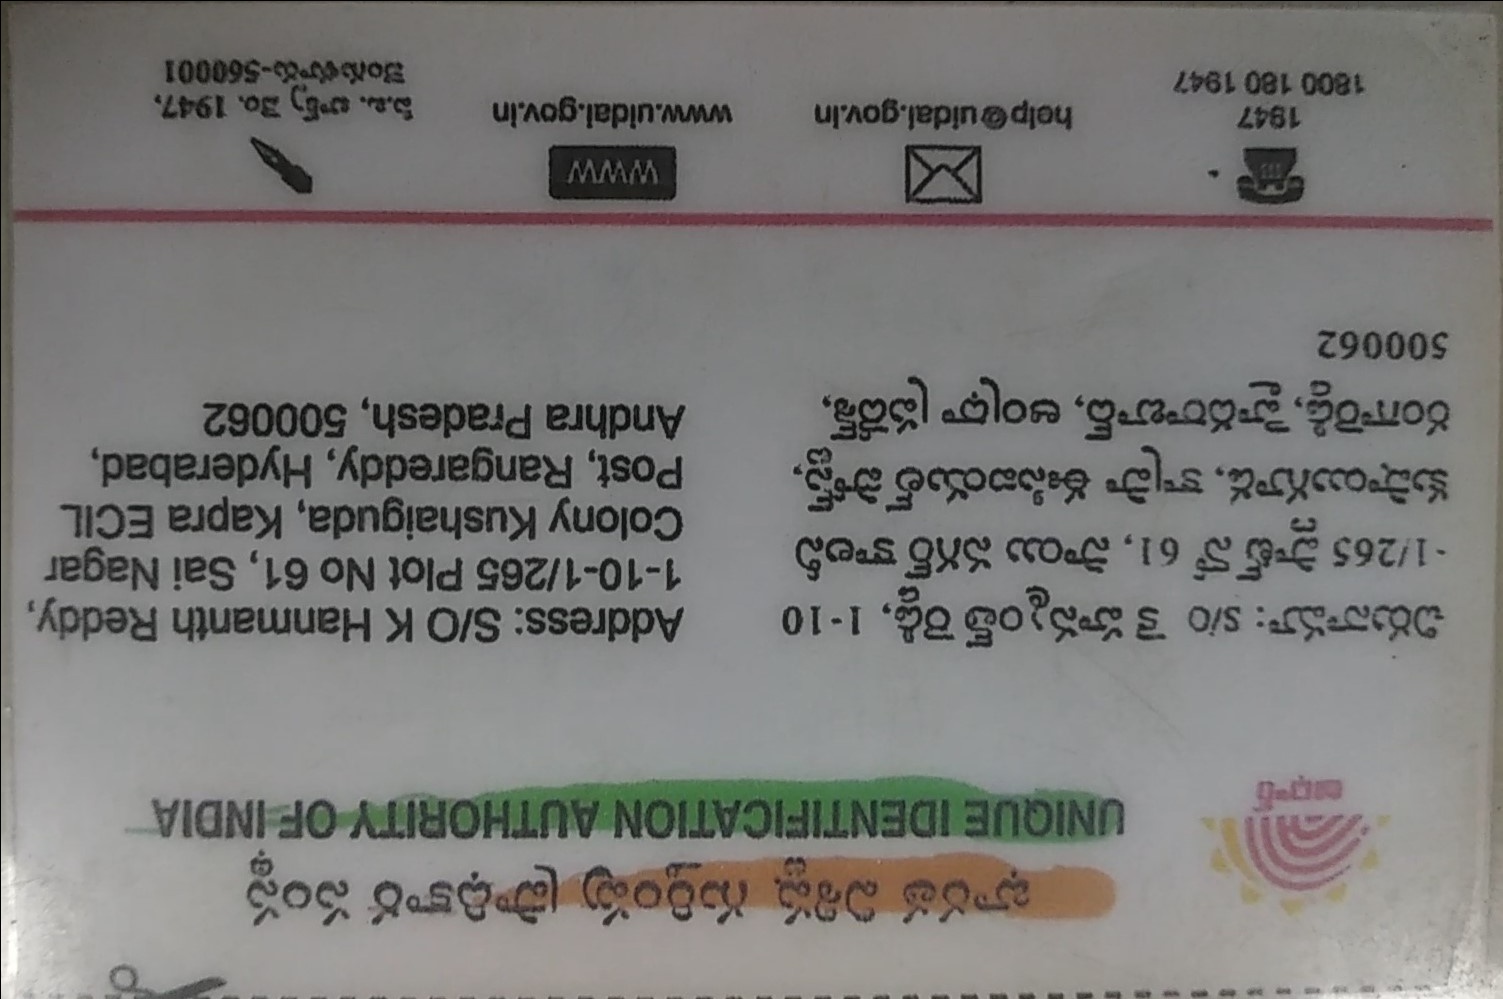 భారత విశిష్ట గుర్తింపు ప్రాధికార సంస్థ
UNIQUE IDENTIFICATION AUTHORITY OF INDIA
ఆధార్
చిరునామా: S/O కె హన్మంత్ రెడ్డి, 1-10
-1/265 ప్లాట్ నో 61, సాయి నగర్ కాలనీ
కుషాయిగూడ, కాప్రా ఈసిఐయల్ పోస్ట్,
రంగారెడ్డి, హైదరాబాద్, ఆంధ్రా ప్రదేశ్,
500062
Address: S/O K Hanmanth Reddy,
1-10-1/265 Plot No 61, Sai Nagar
Colony Kushaiguda, Kapra ECIL
Post, Rangareddy, Hyderabad,
Andhra Pradesh, 500062
1947
1800 180 1947
help@uidai.gov.in
WWW
www.uidai.gov.in
పి.ఒ. బాక్స్ నెం. 1947,
బెంగుళూరు-560001